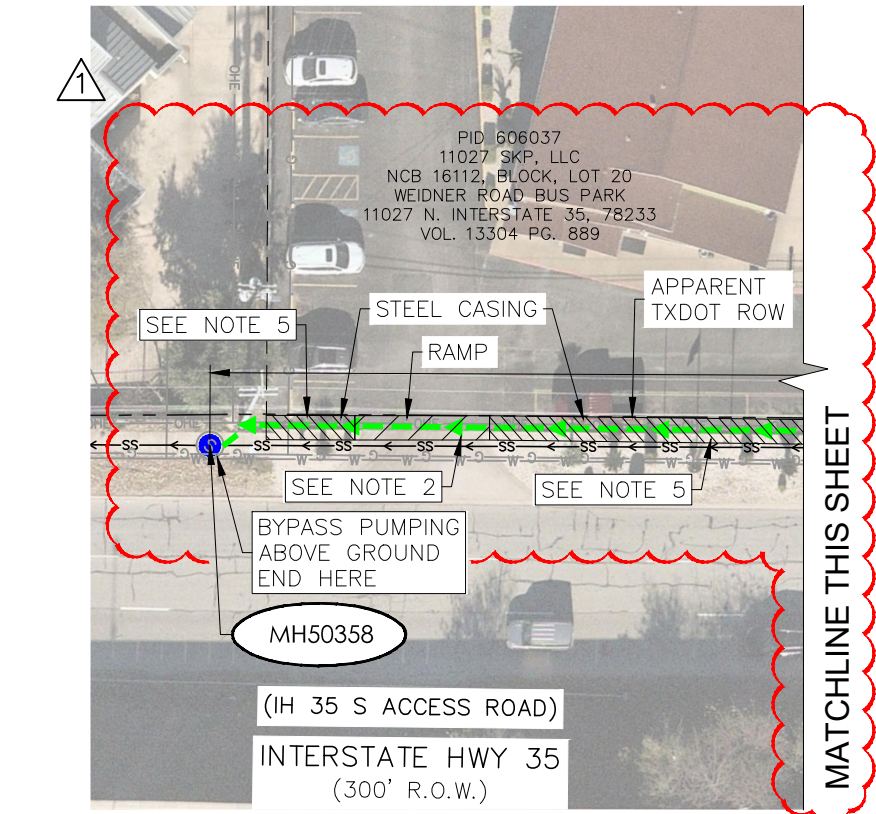 1
OHE
PID 606037
11027 SKP, LLC
NCB 16112, BLOCK, LOT 20
WEIDNER ROAD BUS PARK
11027 N. INTERSTATE 35, 78233
VOL. 13304 PG. 889
APPARENT
TXDOT ROW
STEEL CASING
SEE NOTE 5
RAMP
OHE
SS
SS
SS
SS
SS
SS
SS
SEE NOTE 2
SEE NOTE 5
BYPASS PUMPING
ABOVE GROUND
END HERE
MH50358
(IH 35 S ACCESS ROAD)
INTERSTATE HWY 35
(300' R.O.W.)
MATCHLINE THIS SHEET